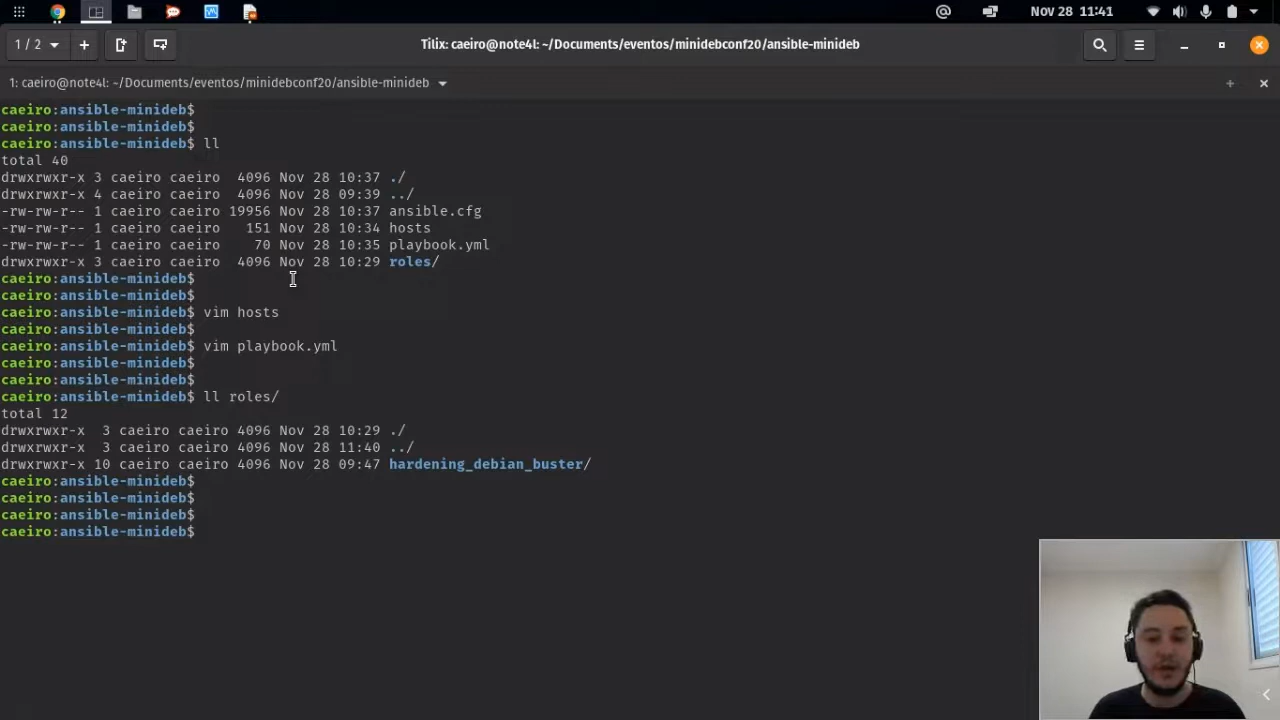 Nov 28 11:41
1 / 2
Tilix: caeiro@note4l: ~/Documents/eventos/minidebconf20/ansible-minideb
1: caeiro@note4l: ~/Documents/eventos/minidebconf20/ansible-minideb
caeiro:ansible-minideb$
caeiro:ansible-minideb$
caeiro:ansible-minideb$ ll
total 40
drwxrwxr-x 3 caeiro caeiro  4096 Nov 28 10:37 ./
drwxrwxr-x 4 caeiro caeiro  4096 Nov 28 09:39 ../
-rw-rw-r-- 1 caeiro caeiro 19956 Nov 28 10:37 ansible.cfg
-rw-rw-r-- 1 caeiro caeiro   151 Nov 28 10:34 hosts
-rw-rw-r-- 1 caeiro caeiro    70 Nov 28 10:35 playbook.yml
drwxrwxr-x 3 caeiro caeiro  4096 Nov 28 10:29 roles/
caeiro:ansible-minideb$
caeiro:ansible-minideb$
caeiro:ansible-minideb$ vim hosts
caeiro:ansible-minideb$
caeiro:ansible-minideb$ vim playbook.yml
caeiro:ansible-minideb$
caeiro:ansible-minideb$
caeiro:ansible-minideb$ ll roles/
total 12
drwxrwxr-x  3 caeiro caeiro 4096 Nov 28 10:29 ./
drwxrwxr-x  3 caeiro caeiro 4096 Nov 28 11:40 ../
drwxrwxr-x 10 caeiro caeiro 4096 Nov 28 09:47 hardening_debian_buster/
caeiro:ansible-minideb$
caeiro:ansible-minideb$
caeiro:ansible-minideb$
caeiro:ansible-minideb$